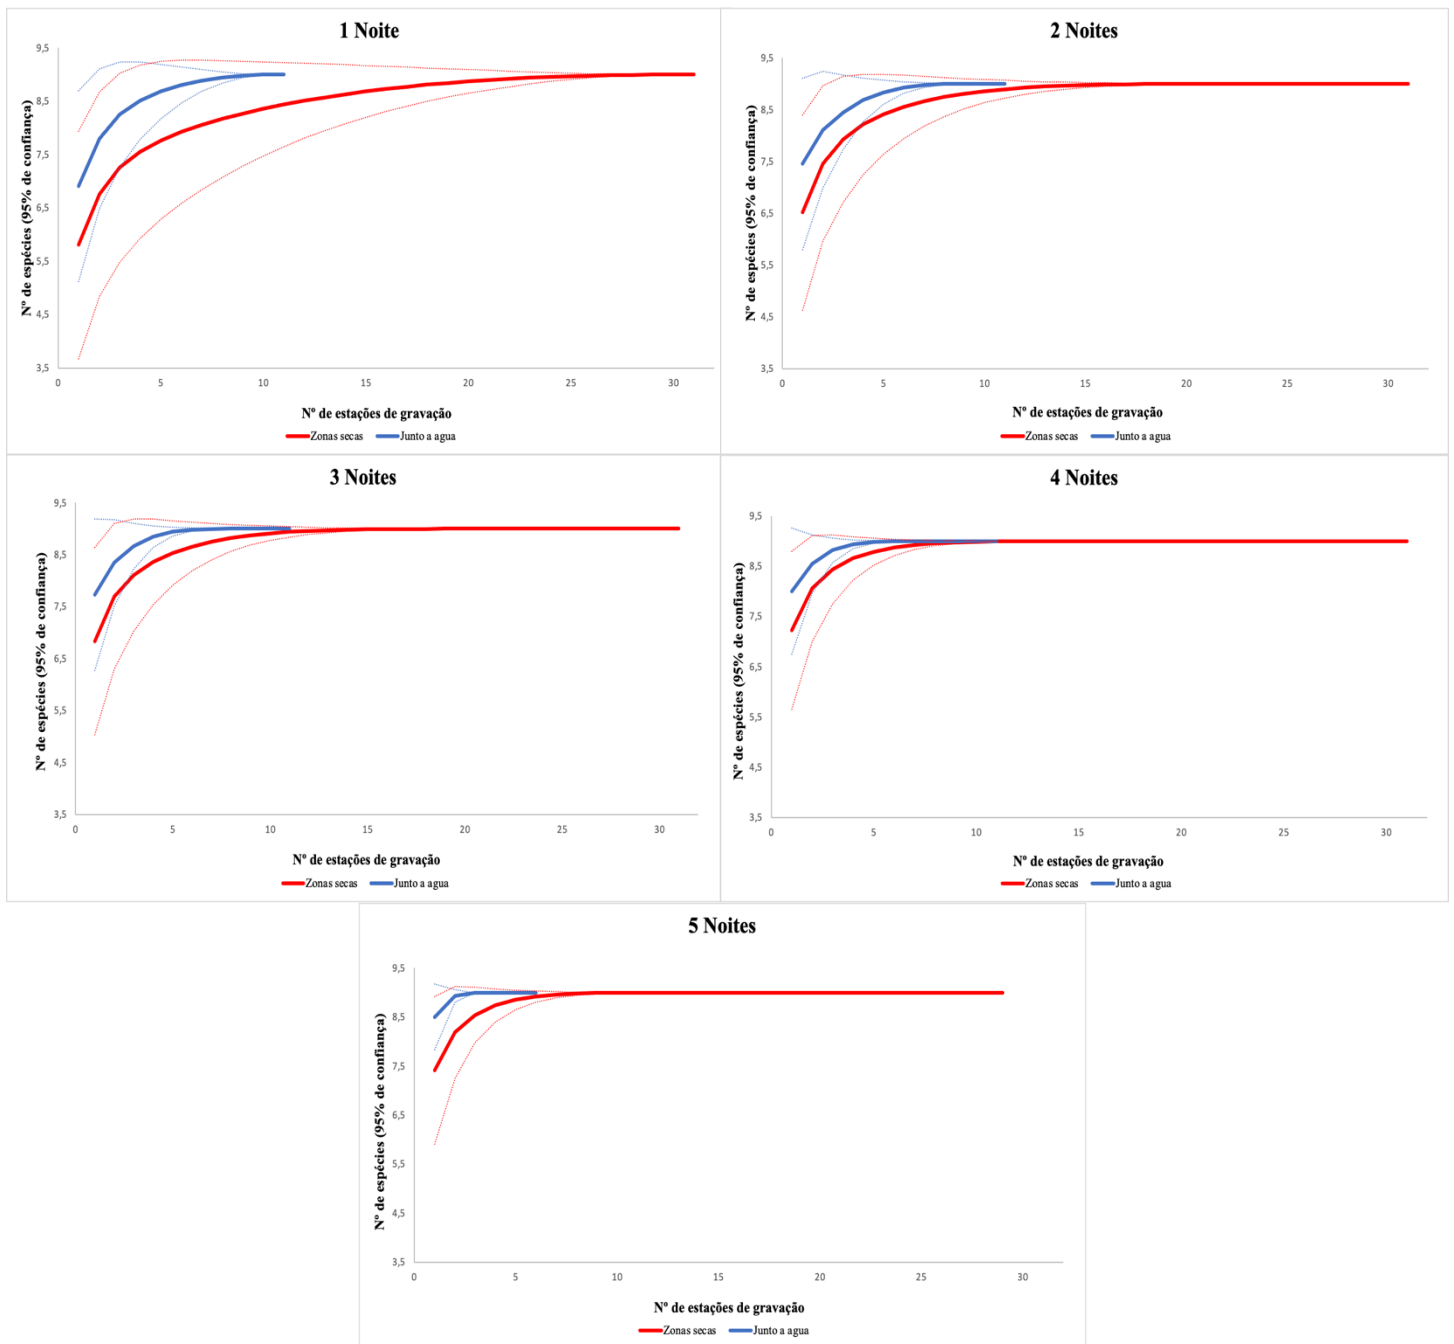 1 Noite
Nº de espécies (95% de confiança)
9,5
8,5
7,5
6,5
5,5
4,5
3,5
0 5 10 15 20 25 30
Nº de estações de gravação
Zonas secas Junto a agua
2 Noites
Nº de espécies (95% de confiança)
9,5
8,5
7,5
6,5
5,5
4,5
3,5
0 5 10 15 20 25 30
Nº de estações de gravação
Zonas secas Junto a agua
3 Noites
Nº de espécies (95% de confiança)
9,5
8,5
7,5
6,5
5,5
4,5
3,5
0 5 10 15 20 25 30
Nº de estações de gravação
Zonas secas Junto a agua
4 Noites
Nº de espécies (95% de confiança)
9,5
8,5
7,5
6,5
5,5
4,5
3,5
0 5 10 15 20 25 30
Nº de estações de gravação
Zonas secas Junto a agua
5 Noites
Nº de espécies (95% de confiança)
9,5
8,5
7,5
6,5
5,5
4,5
3,5
0 5 10 15 20 25 30
Nº de estações de gravação
Zonas secas Junto a agua